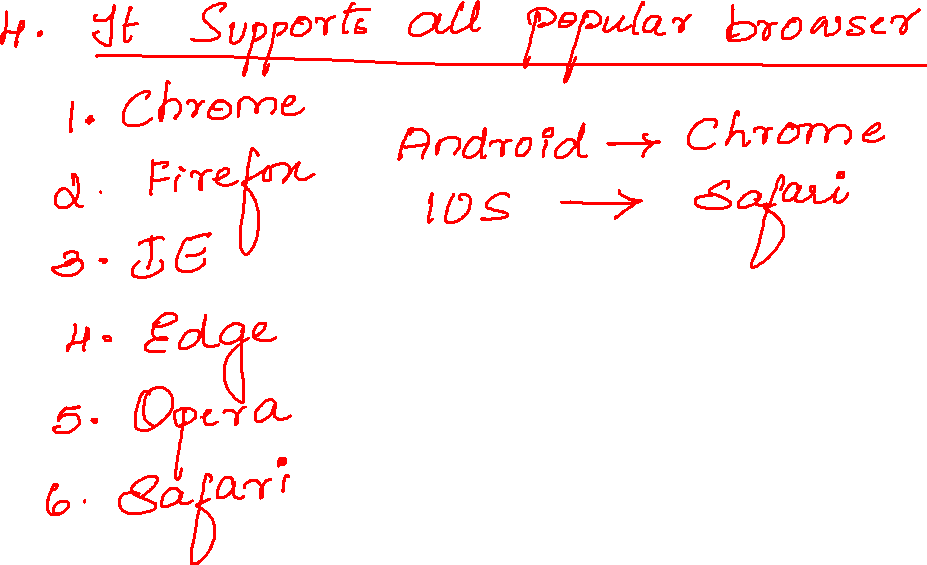 4. It Supports all popular browser
1. Chrome
2. Firefox
3. IE
4. Edge
5. Opera
6. Safari
Android → Chrome
IOS → Safari